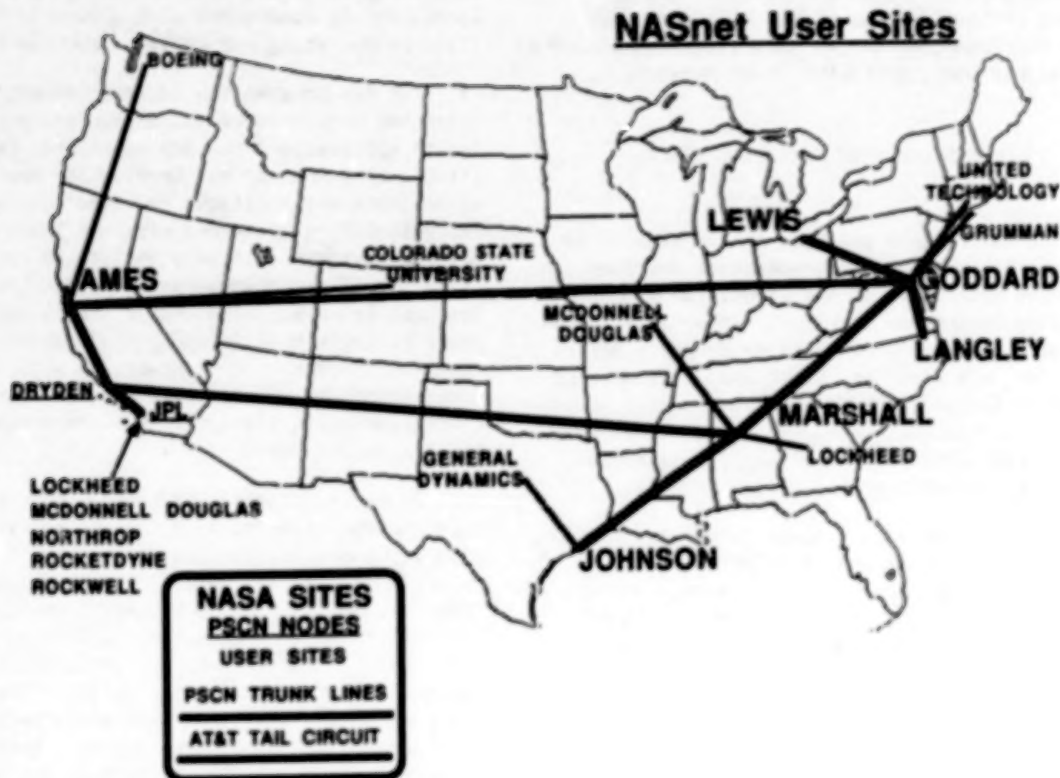 NASnet User Sites
BOEING
UNITED
TECHNOLOGY
LEWIS
GRUMMAN
COLORADO STATE
UNIVERSITY
AMES
GODDARD
MCDONNELL
DOUGLAS
LANGLEY
DRYDEN
JPL
MARSHALL
GENERAL
DYNAMICS
LOCKHEED
LOCKHEED
MCDONNELL DOUGLAS
NORTHROP
ROCKETDYNE
ROCKWELL
JOHNSON
NASA SITES
PSCN NODES
USER SITES
PSCN TRUNK LINES
AT&T TAIL CIRCUIT